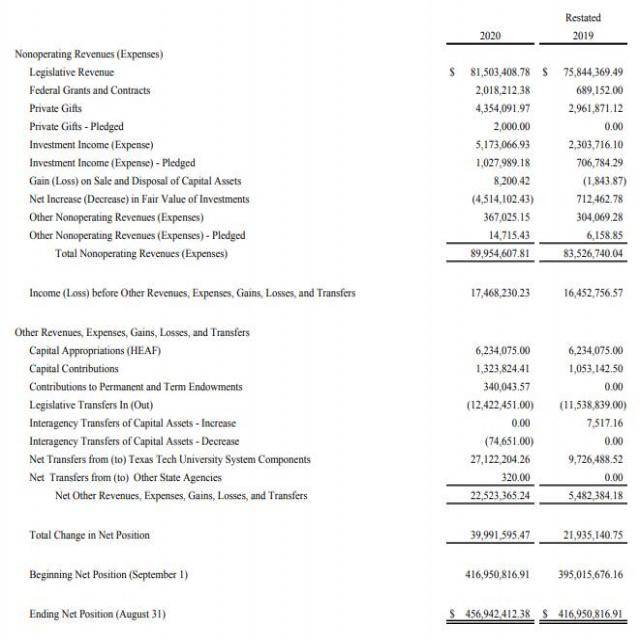 Restated
2020 2019
Nonoperating Revenues (Expenses)
Legislative Revenue $ 81,503,408.78 $ 75,844,369.49
Federal Grants and Contracts 2,018,212.38 689,152.00
Private Gifts 4,354,091.97 2,961,871.12
Private Gifts - Pledged 2,000.00 0.00
Investment Income (Expense) 5,173,066.93 2,303,716.10
Investment Income (Expense) - Pledged 1,027,989.18 706,784.29
Gain (Loss) on Sale and Disposal of Capital Assets 8,200.42 (1,843.87)
Net Increase (Decrease) in Fair Value of Investments (4,514,102.43) 712,462.78
Other Nonoperating Revenues (Expenses) 367,025.15 304,069.28
Other Nonoperating Revenues (Expenses) - Pledged 14,715.43 6,158.85
Total Nonoperating Revenues (Expenses) 89,954,607.81 83,526,740.04
Income (Loss) before Other Revenues, Expenses, Gains, Losses, and Transfers 17,468,230.23 16,452,756.57
Other Revenues, Expenses, Gains, Losses, and Transfers
Capital Appropriations (HEAF) 6,234,075.00 6,234,075.00
Capital Contributions 1,323,824.41 1,053,142.50
Contributions to Permanent and Term Endowments 340,043.57 0.00
Legislative Transfers In (Out) (12,422,451.00) (11,538,839.00)
Interagency Transfers of Capital Assets - Increase 0.00 7,517.16
Interagency Transfers of Capital Assets - Decrease (74,651.00) 0.00
Net Transfers from (to) Texas Tech University System Components 27,122,204.26 9,726,488.52
Net Transfers from (to) Other State Agencies 320.00 0.00
Net Other Revenues, Expenses, Gains, Losses, and Transfers 22,523,365.24 5,482,384.18
Total Change in Net Position 39,991,595.47 21,935,140.75
Beginning Net Position (September 1) 416,950,816.91 395,015,676.16
Ending Net Position (August 31) $ 456,942,412.38 $ 416,950,816.91